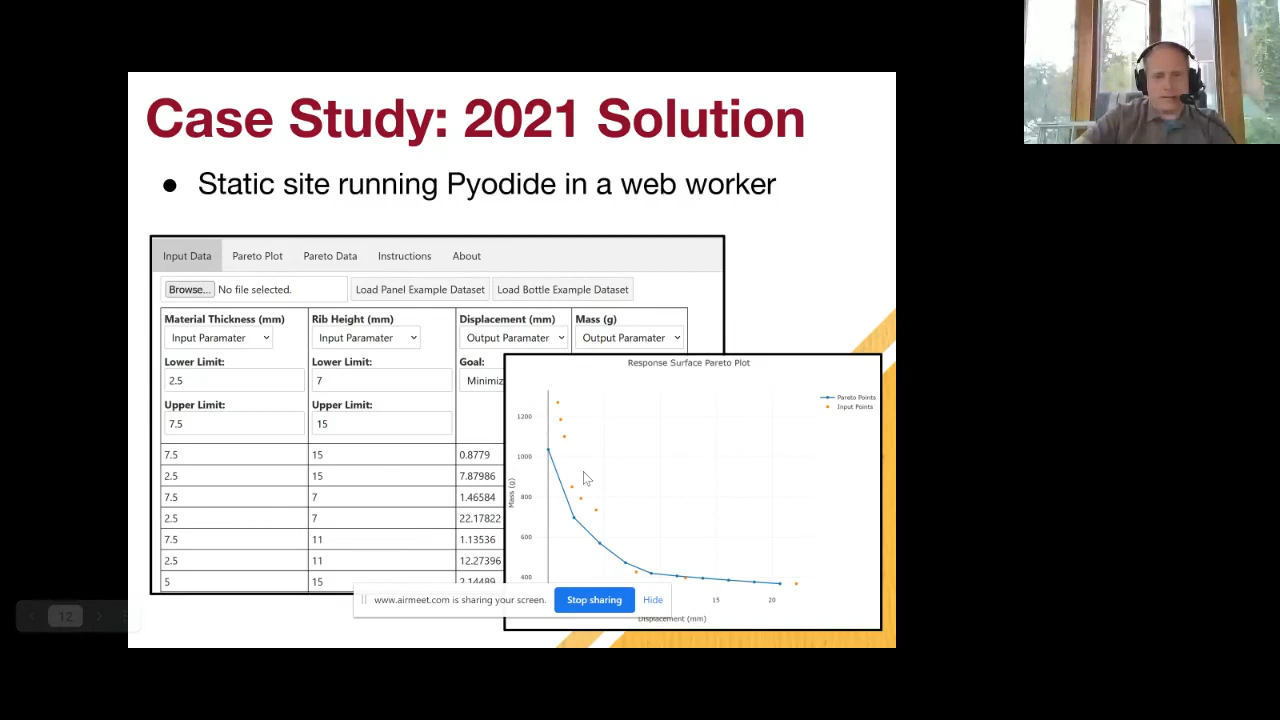 Case Study: 2021 Solution
● Static site running Pyodide in a web worker
Input Data Pareto Plot Pareto Data Instructions About
Browse... No file selected. Load Panel Example Dataset Load Bottle Example Dataset
Material Thickness (mm) Rib Height (mm) Displacement (mm) Mass (g)
Input Paramater Input Paramater Output Paramater Output Paramater
Lower Limit: Lower Limit: Goal:
2.5 7 Minimiz
Upper Limit: Upper Limit:
7.5 15
7.5 15 0.8779
2.5 15 7.87986
7.5 7 1.46584
2.5 7 22.17822
7.5 11 1.13536
2.5 11 12.27396
5 15 2.14489
Response Surface Pareto Plot
Pareto Points
Input Points
1200
1000
800
600
400
Mass (g)
15 20
Displacement (mm)
www.airmeet.com is sharing your screen. Stop sharing Hide
12